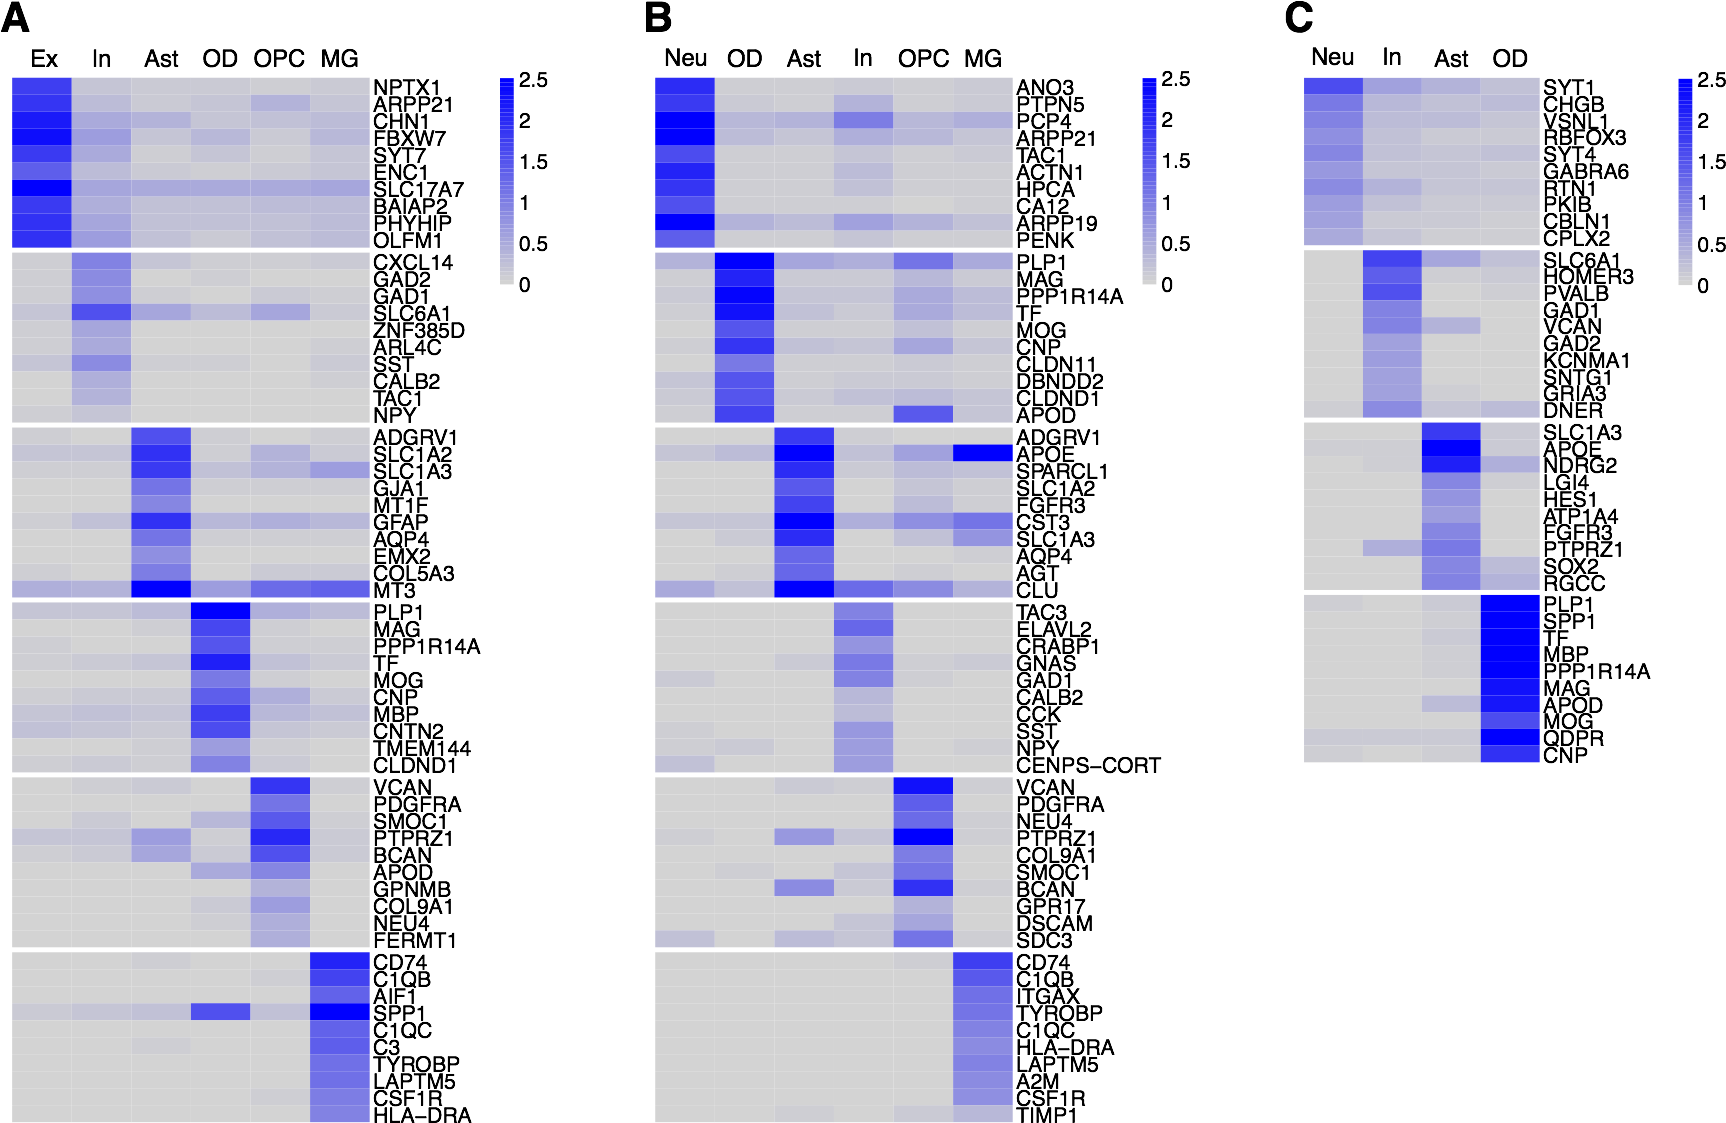 A
Ex In Ast OD OPC MG
NPTX1
ARPP21
CHN1
FBXW7
SYT7
ENC1
SLC17A7
BAIAP2
PHYHIP
OLFM1
CXCL14
GAD2
GAD1
SLC6A1
ZNF385D
ARL4C
SST
CALB2
TAC1
NPY
ADGRV1
SLC1A2
SLC1A3
GJA1
MT1F
GFAP
AQP4
EMX2
COL5A3
MT3
PLP1
MAG
PPP1R14A
TF
MOG
CNP
MBP
CNTN2
TMEM144
CLDND1
VCAN
PDGFRA
SMOC1
PTPRZ1
BCAN
APOD
GPNMB
COL9A1
NEU4
FERMT1
CD74
C1QB
AIF1
SPP1
C1QC
C3
TYROBP
LAPTM5
CSF1R
HLA−DRA
2.5
2
1.5
1
0.5
0
B
Neu OD Ast In OPC MG
ANO3
PTPN5
PCP4
ARPP21
TAC1
ACTN1
HPCA
CA12
ARPP19
PENK
PLP1
MAG
PPP1R14A
TF
MOG
CNP
CLDN11
DBNDD2
CLDND1
APOD
ADGRV1
APOE
SPARCL1
SLC1A2
FGFR3
CST3
SLC1A3
AQP4
AGT
CLU
TAC3
ELAVL2
CRABP1
GNAS
GAD1
CALB2
CCK
SST
NPY
CENPS−CORT
VCAN
PDGFRA
NEU4
PTPRZ1
COL9A1
SMOC1
BCAN
GPR17
DSCAM
SDC3
CD74
C1QB
ITGAX
TYROBP
C1QC
HLA−DRA
LAPTM5
A2M
CSF1R
TIMP1
2.5
2
1.5
1
0.5
0
C
Neu In Ast OD
SYT1
CHGB
VSNL1
RBFOX3
SYT4
GABRA6
RTN1
PKIB
CBLN1
CPLX2
SLC6A1
HOMER3
PVALB
GAD1
VCAN
GAD2
KCNMA1
SNTG1
GRIA3
DNER
SLC1A3
APOE
NDRG2
LGI4
HES1
ATP1A4
FGFR3
PTPRZ1
SOX2
RGCC
PLP1
SPP1
TF
MBP
PPP1R14A
MAG
APOD
MOG
QDPR
CNP
2.5
2
1.5
1
0.5
0